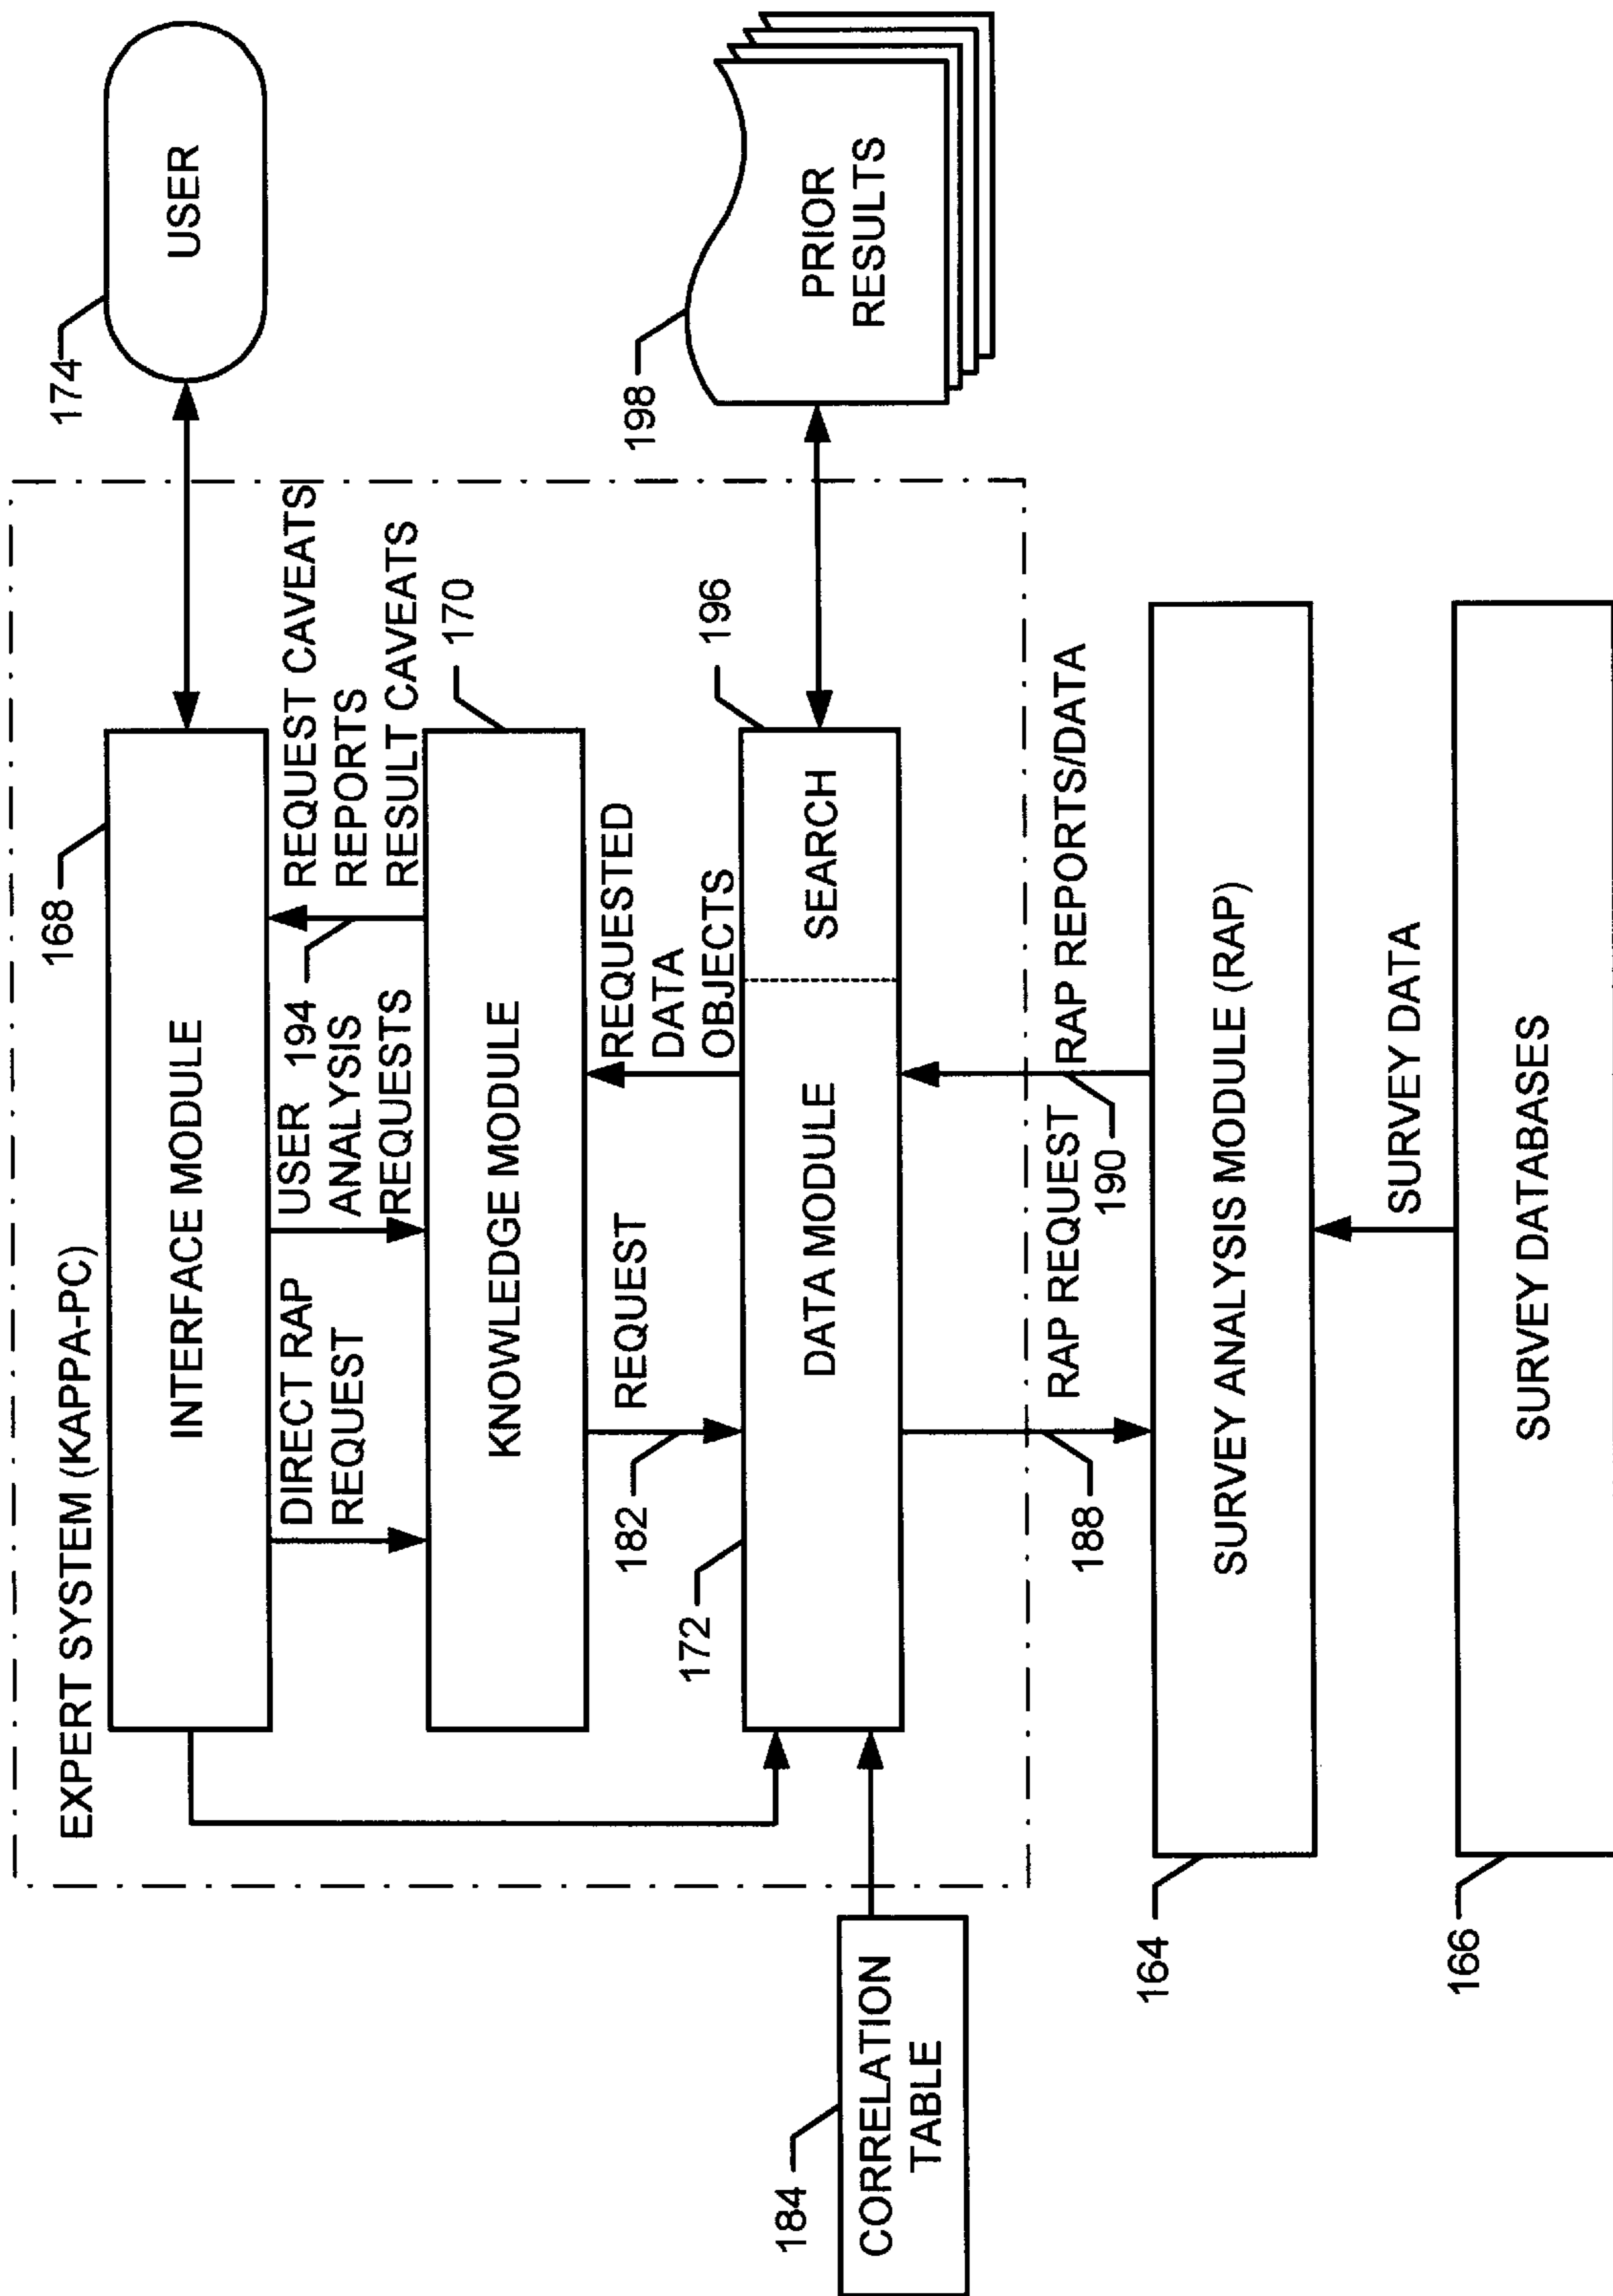 EXPERT SYSTEM (KAPPA-PC)
168
174
INTERFACE MODULE
USER
DIRECT RAP
REQUEST
USER
ANALYSIS
REQUESTS
194
REQUEST CAVEATS
REPORTS
RESULT CAVEATS
170
KNOWLEDGE MODULE
182
REQUEST
REQUESTED
DATA
OBJECTS
196
198
172
DATA MODULE
SEARCH
PRIOR
RESULTS
184
CORRELATION
TABLE
188
RAP REQUEST
190
RAP REPORTS/DATA
164
SURVEY ANALYSIS MODULE (RAP)
SURVEY DATA
166
SURVEY DATABASES